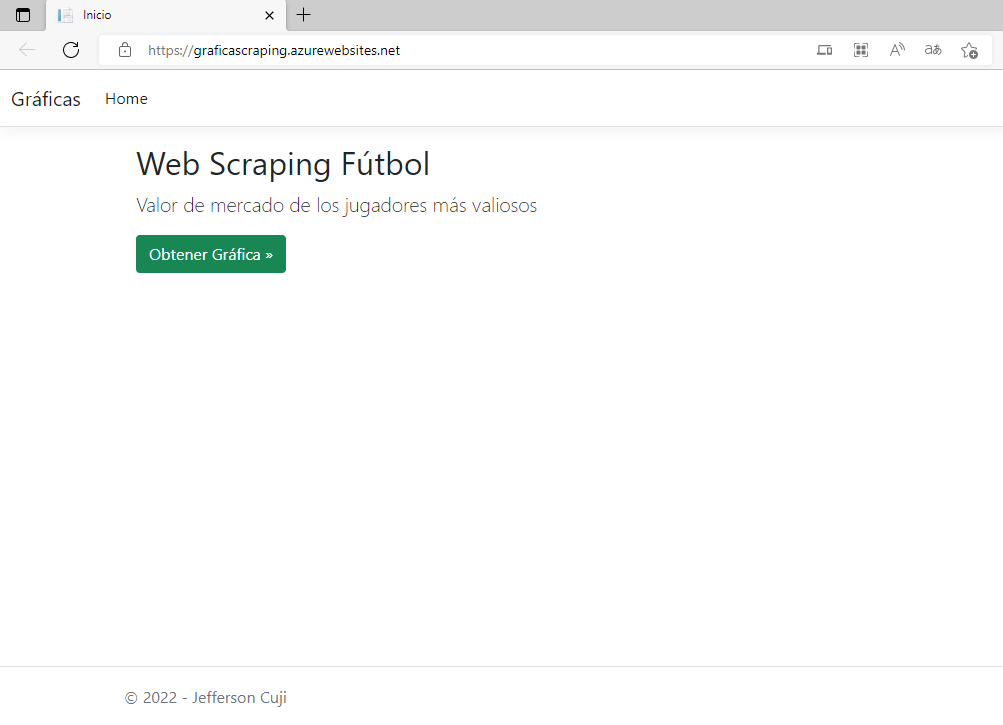 Inicio
https://graficascraping.azurewebsites.net
Gráficas Home
Web Scraping Fútbol
Valor de mercado de los jugadores más valiosos
Obtener Gráfica »
© 2022 - Jefferson Cuji